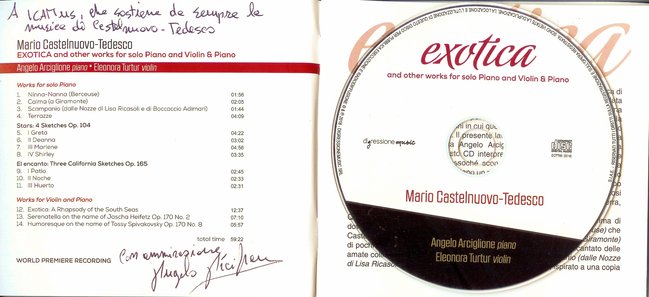 A ICAMUS, che sostiene da sempre la
musica di Castelnuovo-Tedesco
Mario Castelnuovo-Tedesco
EXOTICA and other works for solo Piano and Violin & Piano
Angelo Arciglione piano • Eleonora Turtur violin
Works for solo piano
1. Ninna-Nanna (Berceuse) 01:56
2. Calma (a Giramonte) 02:03
3. Scampanio (dalle Nozze di Lisa Ricasoli e di Boccaccio Adimari) 01:44
4. Terrazze 04:09
Stars: 4 Sketches Op. 104
5. I Greta 04:22
6. II Deanna 03:02
7. III Marlene 04:56
8. IV Shirley 03:35
El encanto: Three California Sketches Op. 165
9. I Patio 02:45
10. II Noche 02:33
11. III Huerto 02:31
Works for Violin and Piano
12. Exotica: A Rhapsody of the South Seas 12:37
13. Serenatella on the name of Jascha Heifetz Op. 170 No. 2 07:10
14. Humoresque on the name of Tossy Spivakovsky Op. 170 No. 8 05:57
total time 59:22
WORLD PREMIERE RECORDING
Con ammirazione
Angelo Arciglione
exotica
and other works for solo Piano and Violin & Piano
digressione music
Mario Castelnuovo-Tedesco
Angelo Arciglione piano
Eleonora Turtur violin